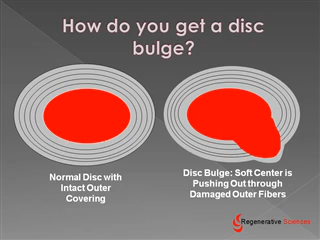 How do you get a disc
bulge?
Normal Disc with
Intact Outer
Covering
Disc Bulge: Soft Center is
Pushing Out through
Damaged Outer Fibers
Regenerative Sciences